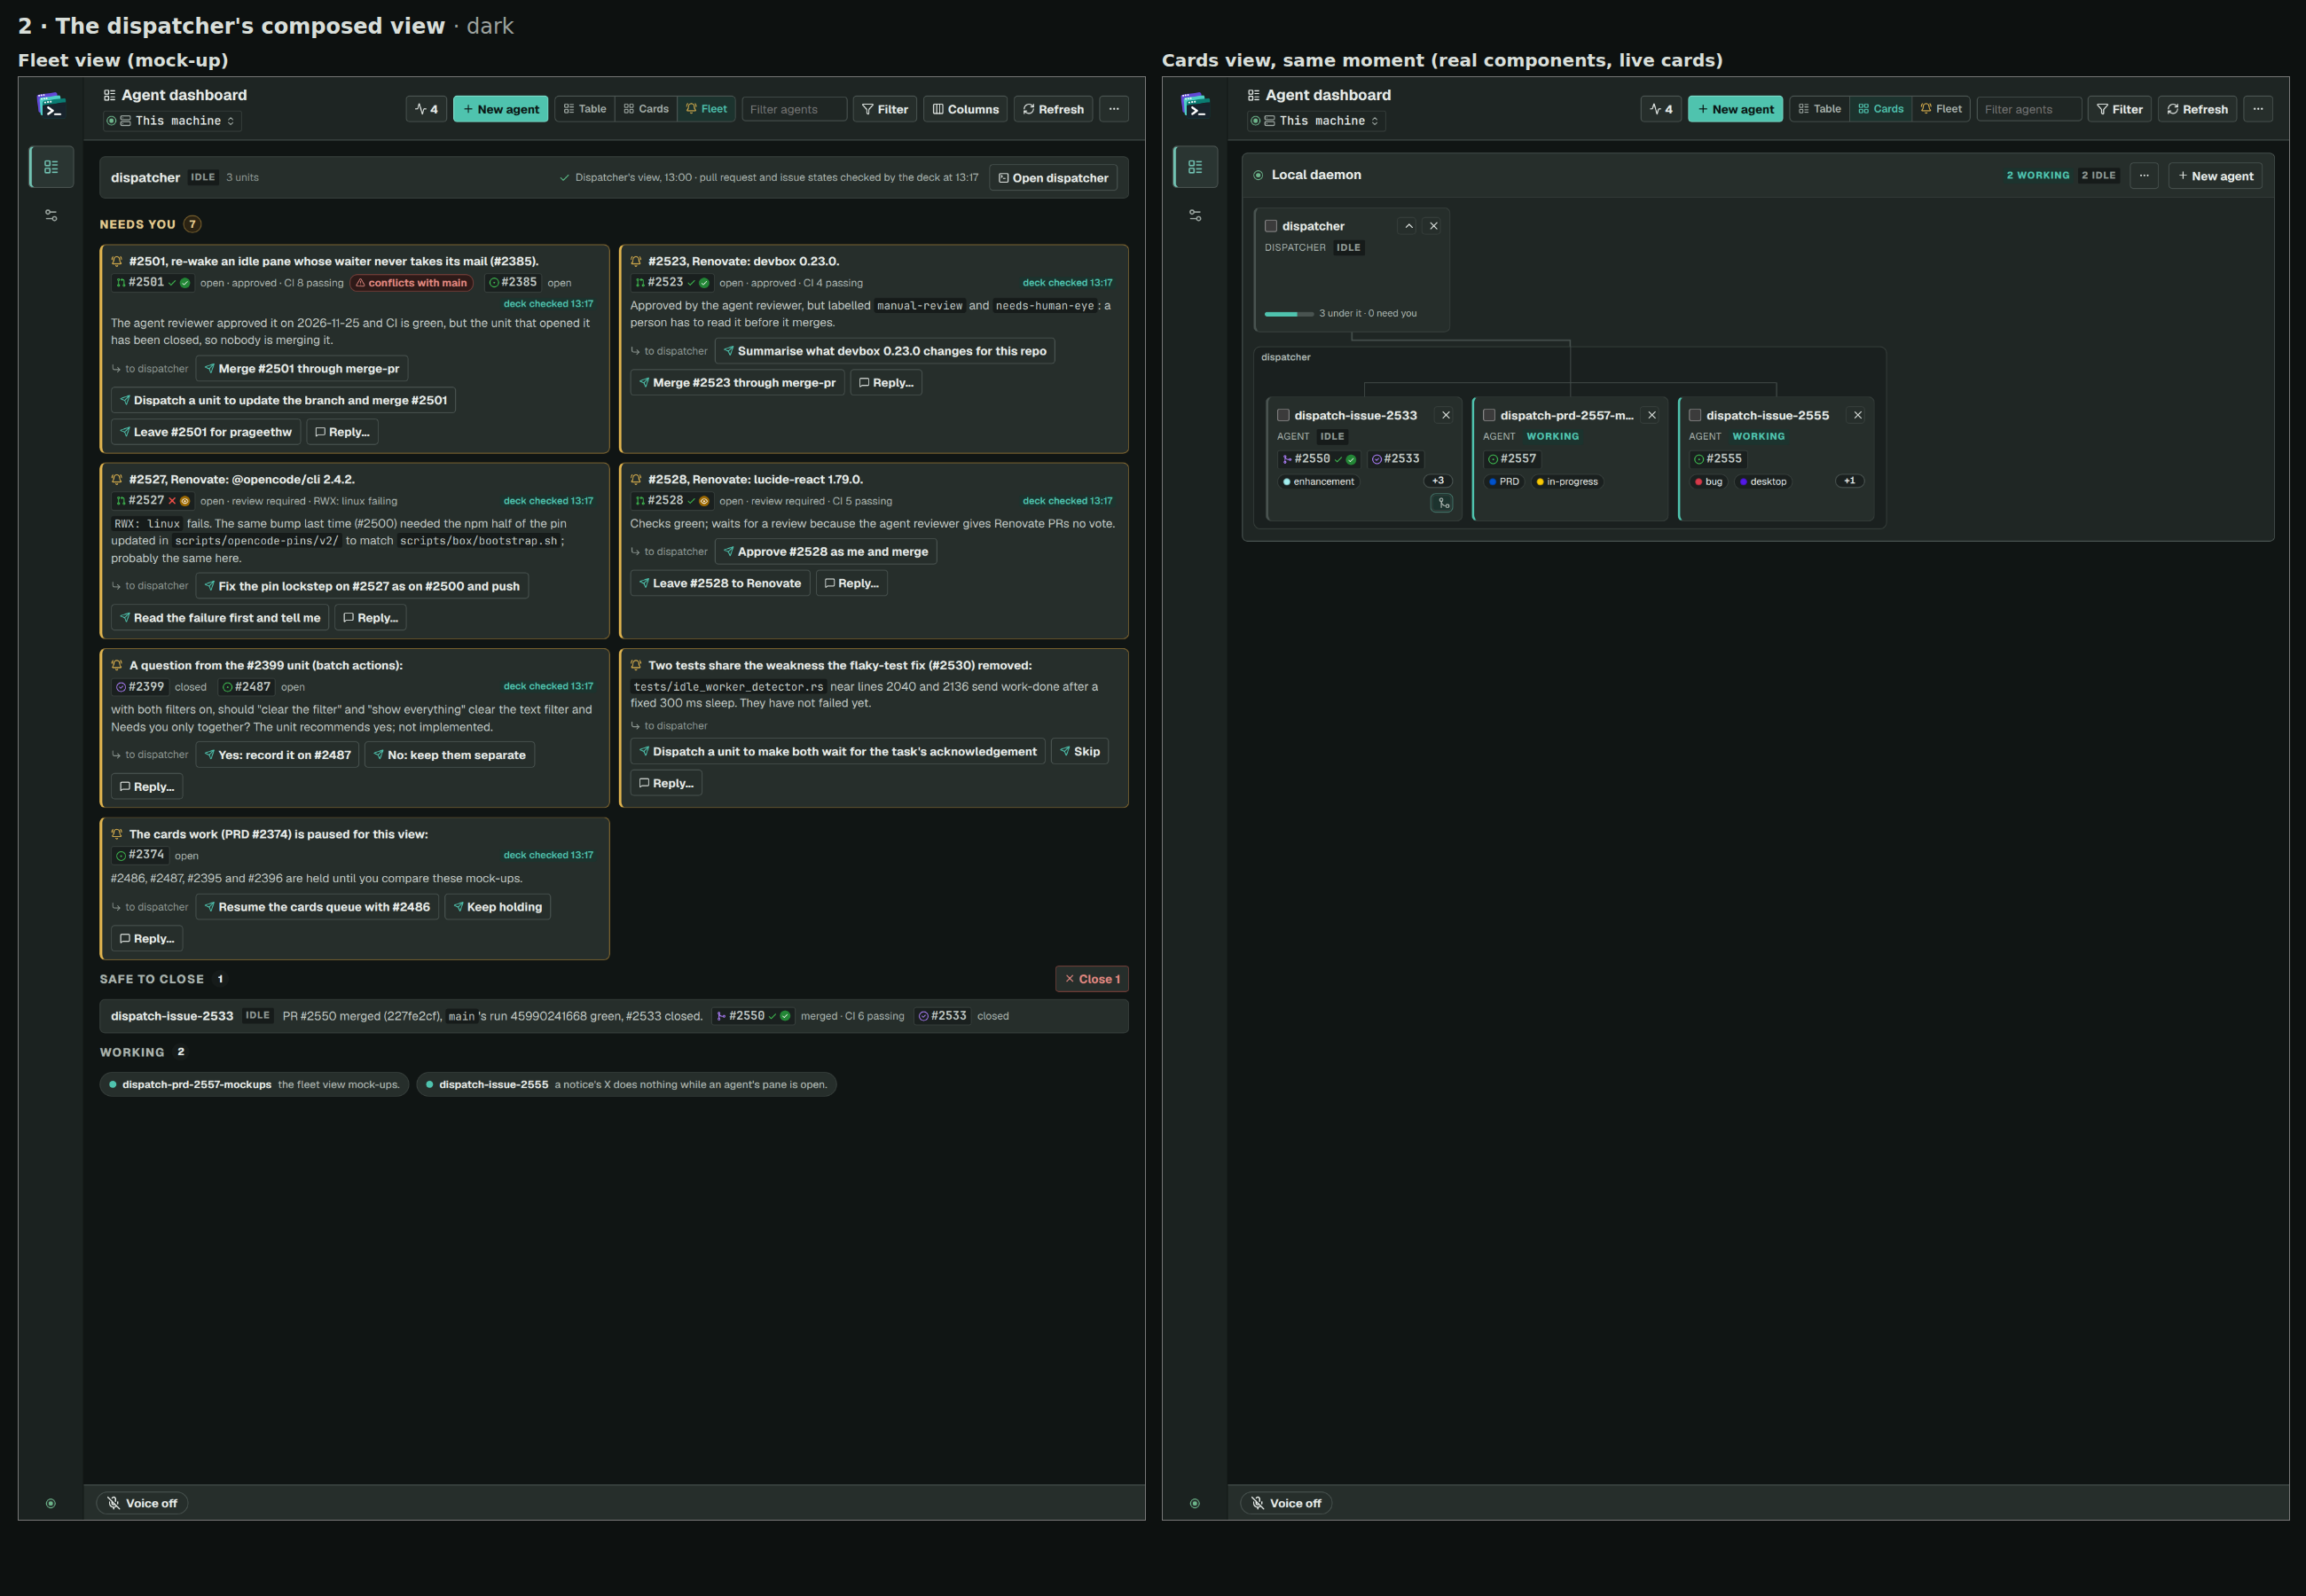 2 · The dispatcher's composed view · dark
Fleet view (mock-up)
Agent dashboard
This machine
4
+ New agent
Table
Cards
Fleet
Filter agents
Filter
Columns
Refresh
...
dispatcher IDLE 3 units
Dispatcher's view, 13:00 · pull request and issue states checked by the deck at 13:17
Open dispatcher
NEEDS YOU 7
#2501, re-wake an idle pane whose waiter never takes its mail (#2385).
#2501 open · approved · CI 8 passing conflicts with main #2385 open
deck checked 13:17
The agent reviewer approved it on 2026-11-25 and CI is green, but the unit that opened it
has been closed, so nobody is merging it.
to dispatcher Merge #2501 through merge-pr
Dispatch a unit to update the branch and merge #2501
Leave #2501 for prageethw Reply...
#2523, Renovate: devbox 0.23.0.
#2523 open · approved · CI 4 passing deck checked 13:17
Approved by the agent reviewer, but labelled manual-review and needs-human-eye : a
person has to read it before it merges.
to dispatcher Summarise what devbox 0.23.0 changes for this repo
Merge #2523 through merge-pr Reply...
#2527, Renovate: @opencode/cli 2.4.2.
#2527 open · review required · RWX: linux failing deck checked 13:17
RWX: linux fails. The same bump last time (#2500) needed the npm half of the pin
updated in scripts/opencode-pins/v2/ to match scripts/box/bootstrap.sh ;
probably the same here.
to dispatcher Fix the pin lockstep on #2527 as on #2500 and push
Read the failure first and tell me Reply...
#2528, Renovate: lucide-react 1.79.0.
#2528 open · review required · CI 5 passing deck checked 13:17
Checks green; waits for a review because the agent reviewer gives Renovate PRs no vote.
to dispatcher Approve #2528 as me and merge
Leave #2528 to Renovate Reply...
A question from the #2399 unit (batch actions):
#2399 closed #2487 open deck checked 13:17
with both filters on, should "clear the filter" and "show everything" clear the text filter and
Needs you only together? The unit recommends yes; not implemented.
to dispatcher Yes: record it on #2487 No: keep them separate
Reply...
Two tests share the weakness the flaky-test fix (#2530) removed:
tests/idle_worker_detector.rs near lines 2040 and 2136 send work-done after a
fixed 300 ms sleep. They have not failed yet.
to dispatcher
Dispatch a unit to make both wait for the task's acknowledgement Skip
Reply...
The cards work (PRD #2374) is paused for this view:
#2374 open deck checked 13:17
#2486, #2487, #2395 and #2396 are held until you compare these mock-ups.
to dispatcher Resume the cards queue with #2486 Keep holding
Reply...
SAFE TO CLOSE 1
× Close 1
dispatch-issue-2533 IDLE PR #2550 merged (227fe2cf), main's run 45990241668 green, #2533 closed. #2550 merged · CI 6 passing #2533 closed
WORKING 2
dispatch-prd-2557-mockups the fleet view mock-ups.
dispatch-issue-2555 a notice's X does nothing while an agent's pane is open.
Voice off
Cards view, same moment (real components, live cards)
Agent dashboard
This machine
4
+ New agent
Table
Cards
Fleet
Filter agents
Filter
Refresh
...
Local daemon
2 WORKING 2 IDLE
...
+ New agent
dispatcher
DISPATCHER IDLE
3 under it · 0 need you
dispatcher
dispatch-issue-2533
AGENT IDLE
#2550 #2533
enhancement +3
dispatch-prd-2557-m...
AGENT WORKING
#2557
PRD in-progress
dispatch-issue-2555
AGENT WORKING
#2555
bug desktop +1
Voice off